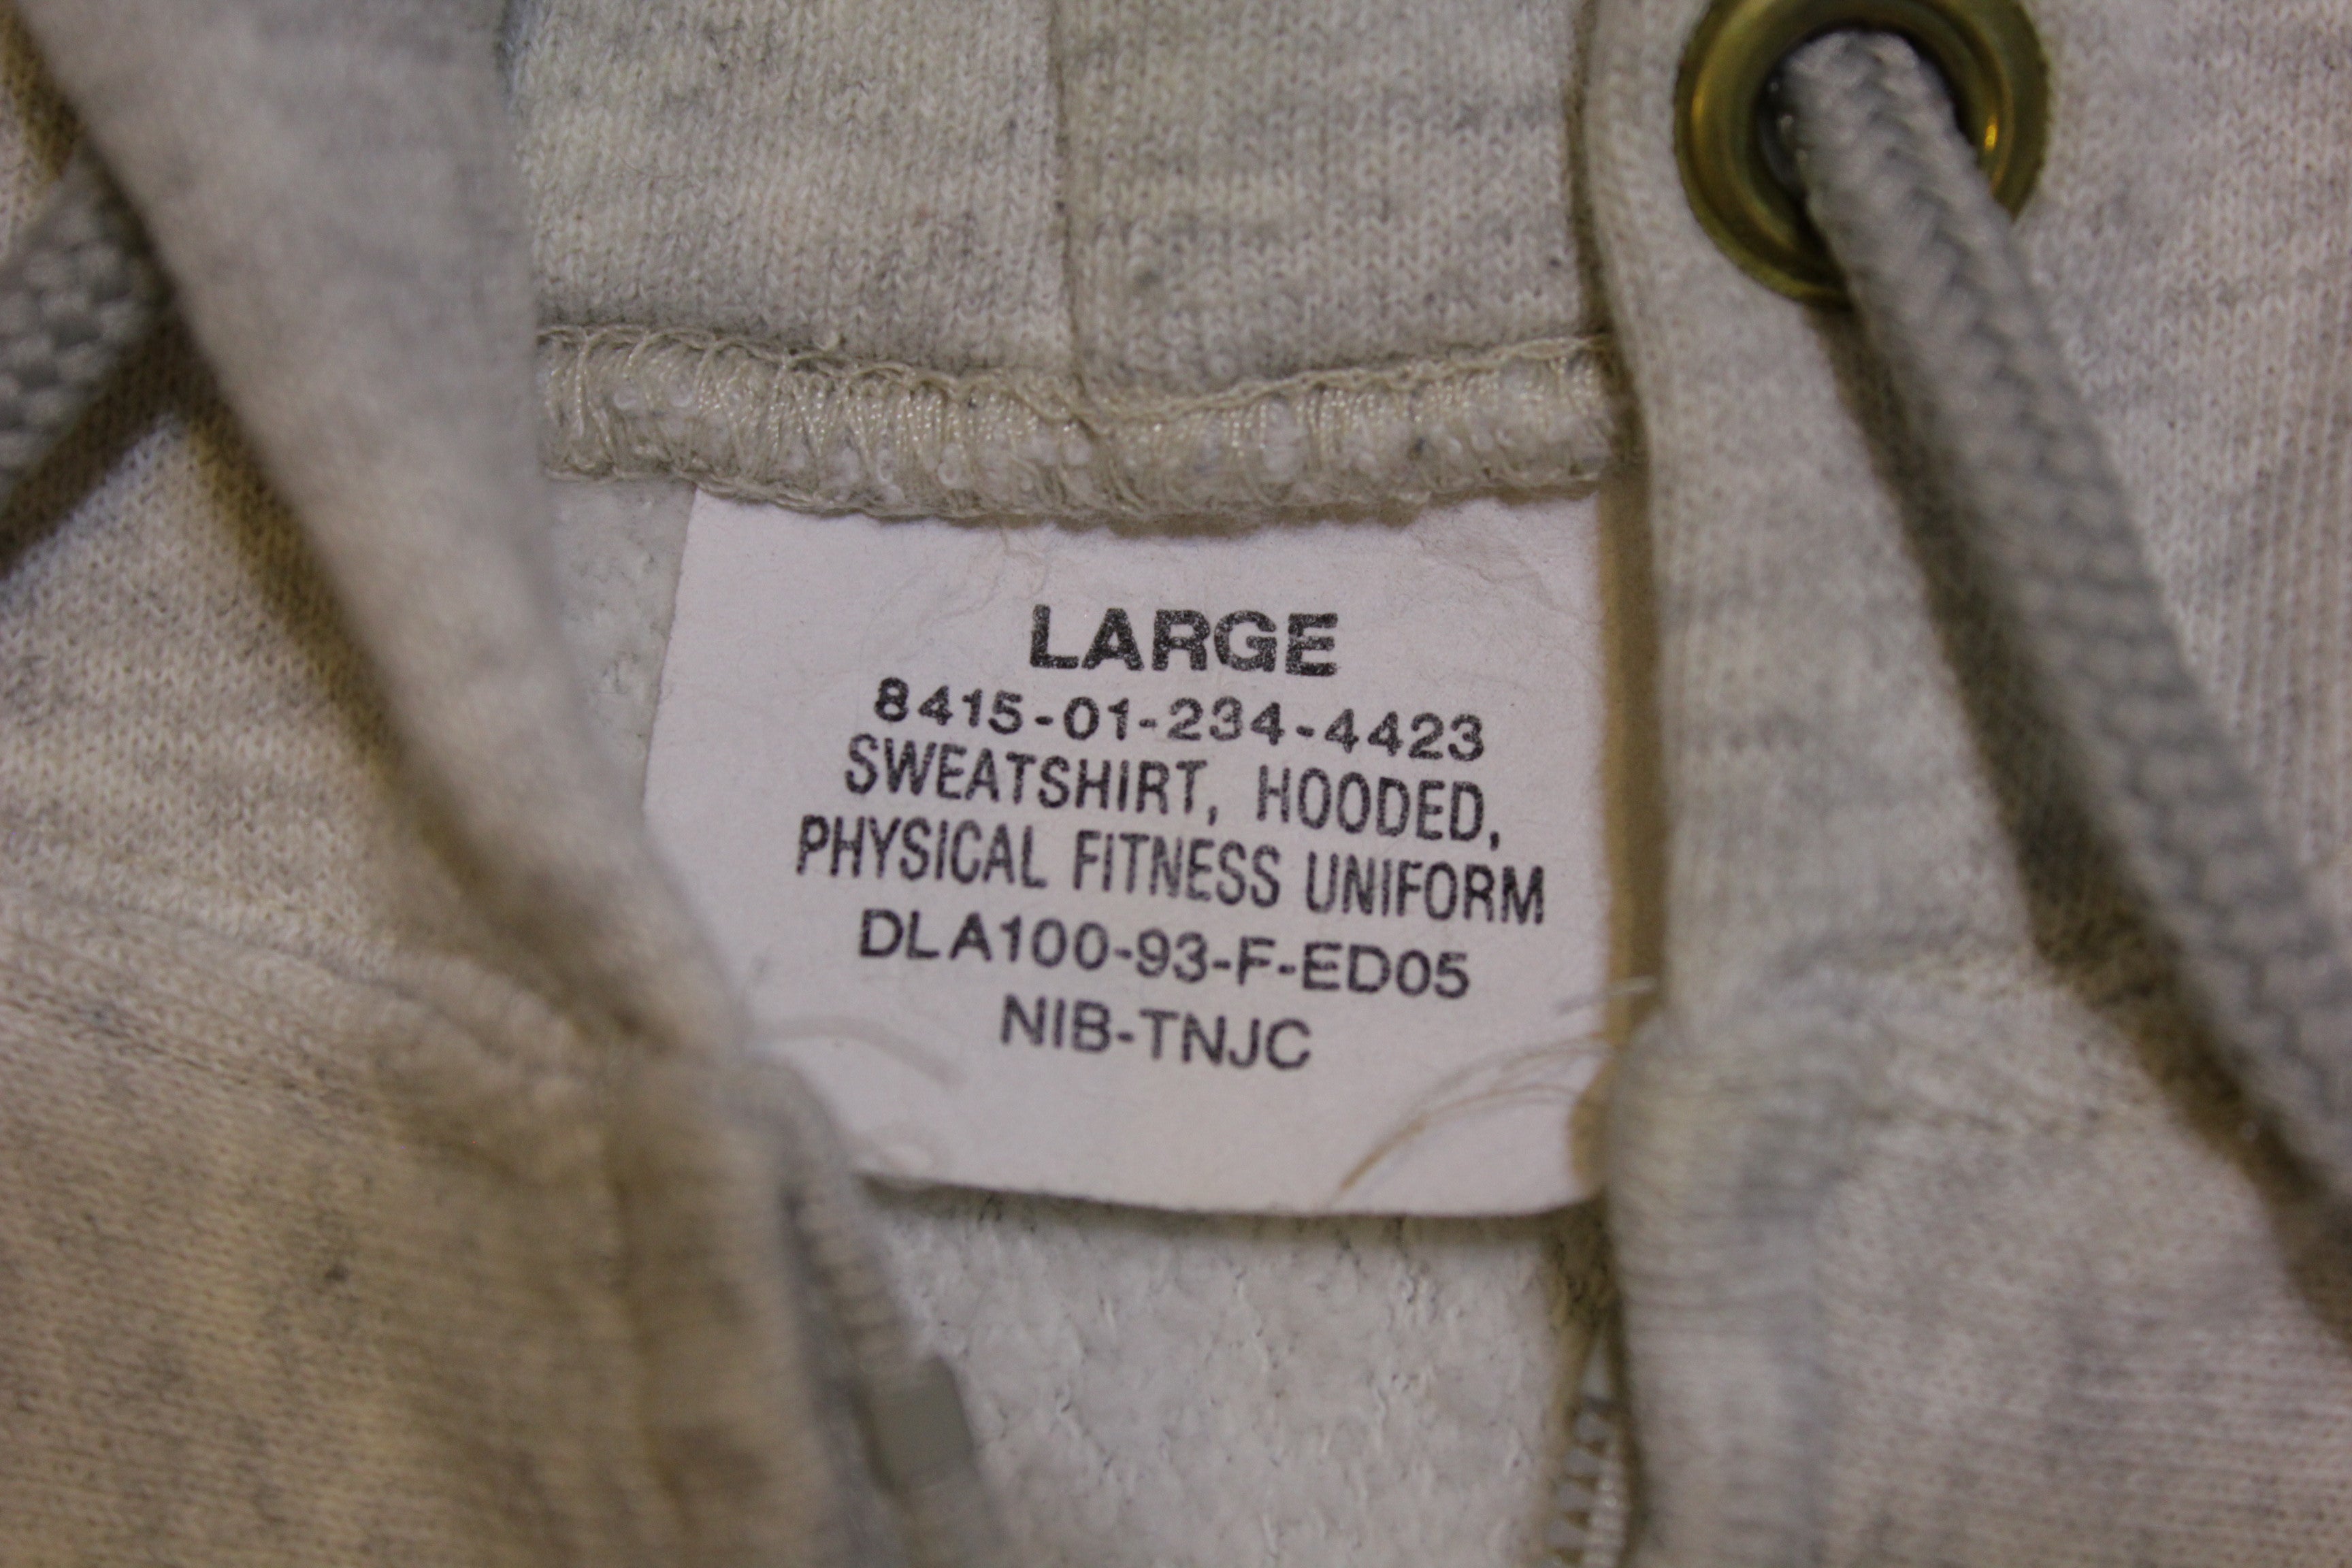 LARGE
8415-01-234-4423
SWEATSHIRT, HOODED,
PHYSICAL FITNESS UNIFORM
DLA100-93-F-ED05
NIB-TNJC